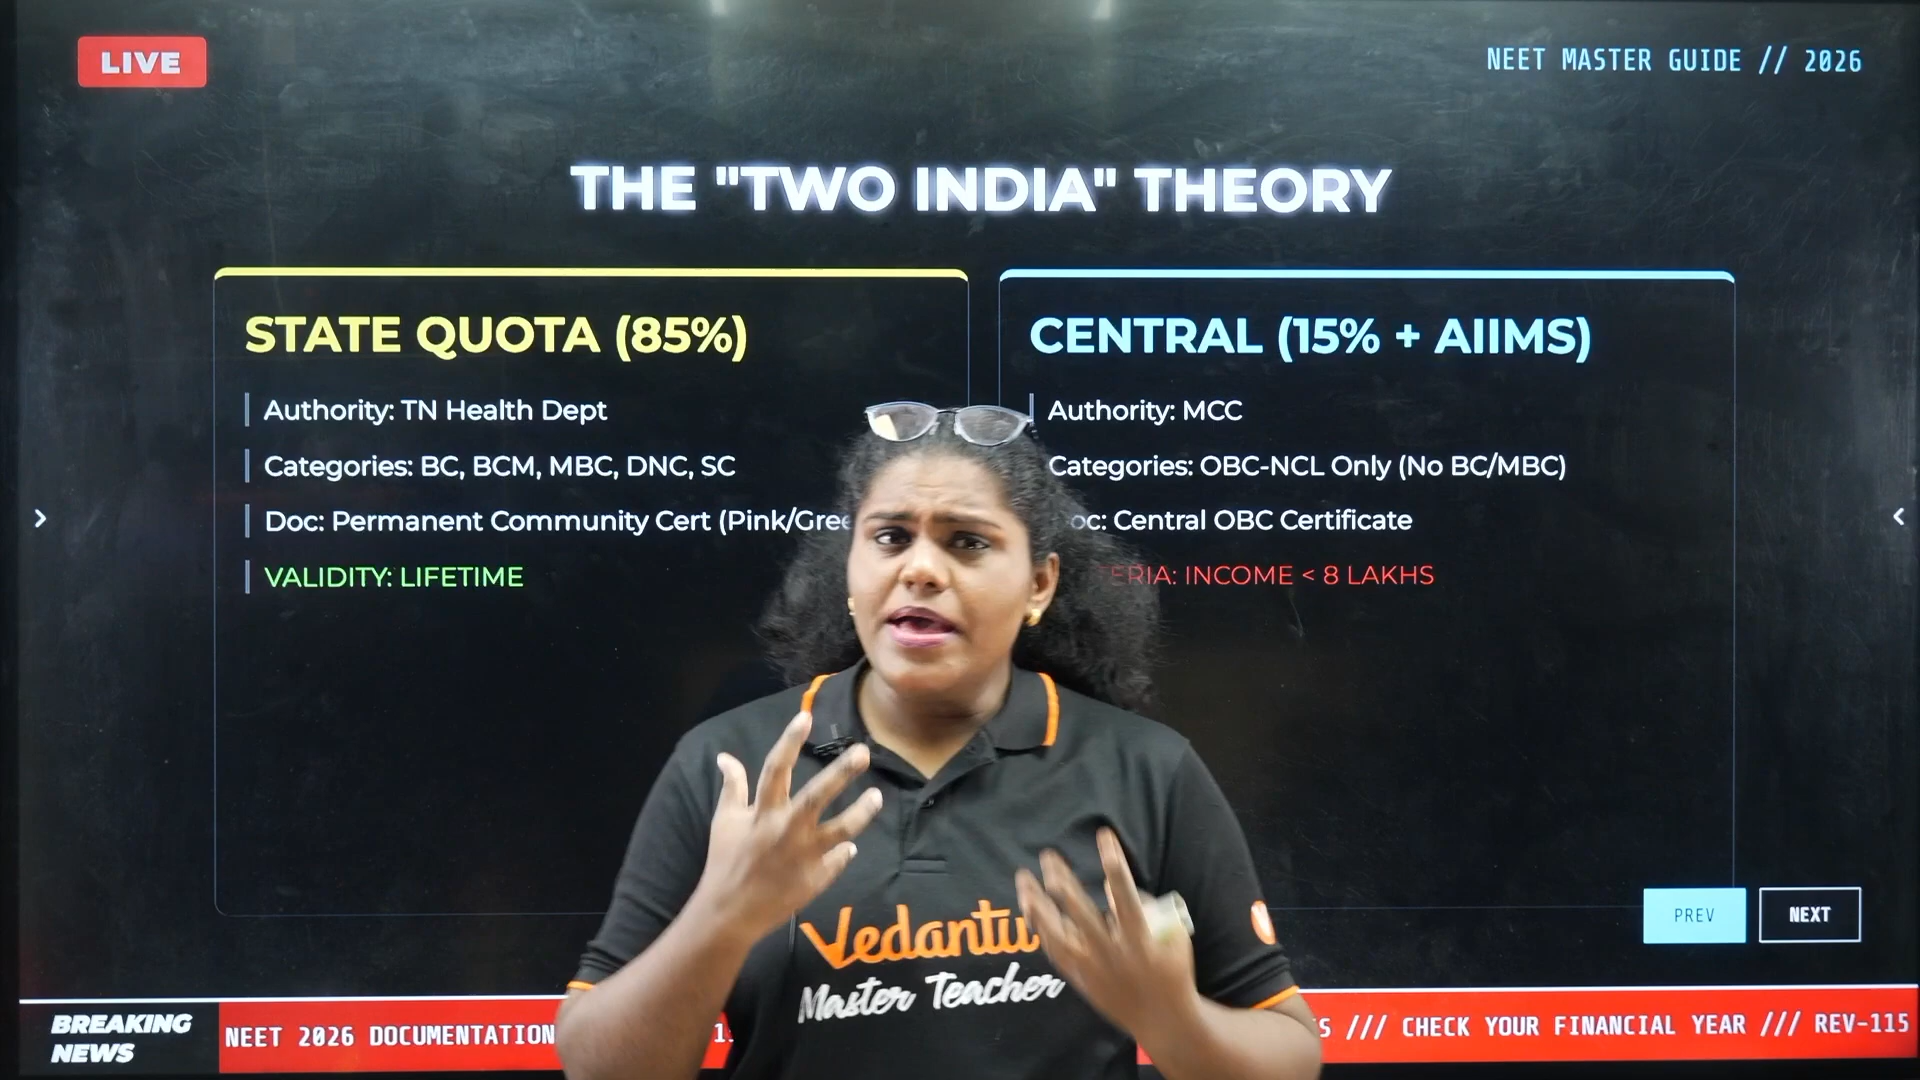 LIVE
NEET MASTER GUIDE // 2026
THE "TWO INDIA" THEORY
STATE QUOTA (85%)
Authority: TN Health Dept
Categories: BC, BCM, MBC, DNC, SC
Doc: Permanent Community Cert (Pink/Gree
VALIDITY: LIFETIME
CENTRAL (15% + AIIMS)
Authority: MCC
Categories: OBC-NCL Only (No BC/MBC)
oc: Central OBC Certificate
ERIA: INCOME < 8 LAKHS
PREV
NEXT
Vedantu
Master Teacher
BREAKING
NEWS
NEET 2026 DOCUMENTATION
S /// CHECK YOUR FINANCIAL YEAR /// REV-115